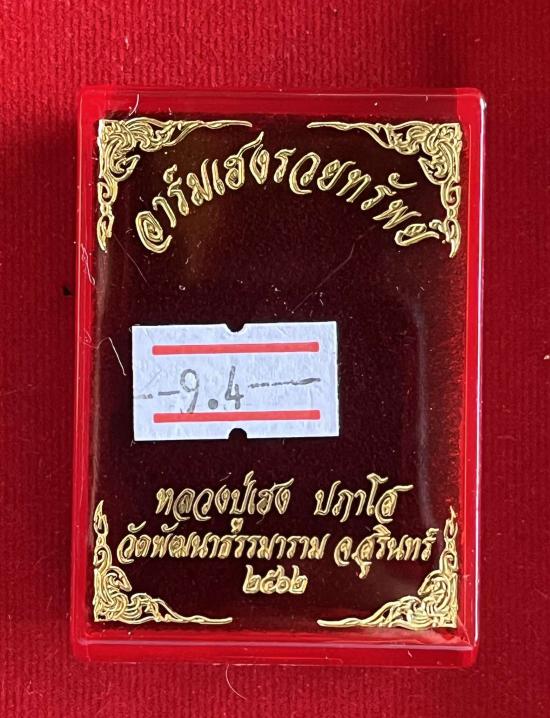 อาร์มเฮงรวยทรัพย์
9.4
หลวงปู่เฮง ปภาโส
วัดพัฒนาธรรมาราม จ.สุรินทร์
๒๕๖๒